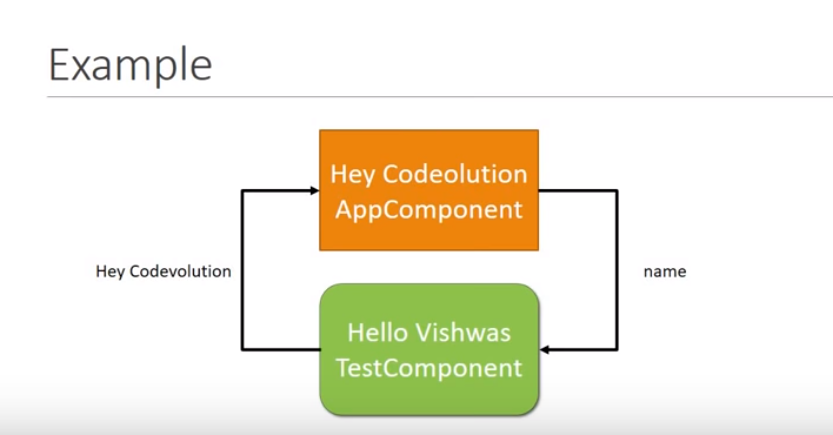 Example
Hey Codeolution
AppComponent
Hey Codevolution
name
Hello Vishwas
TestComponent